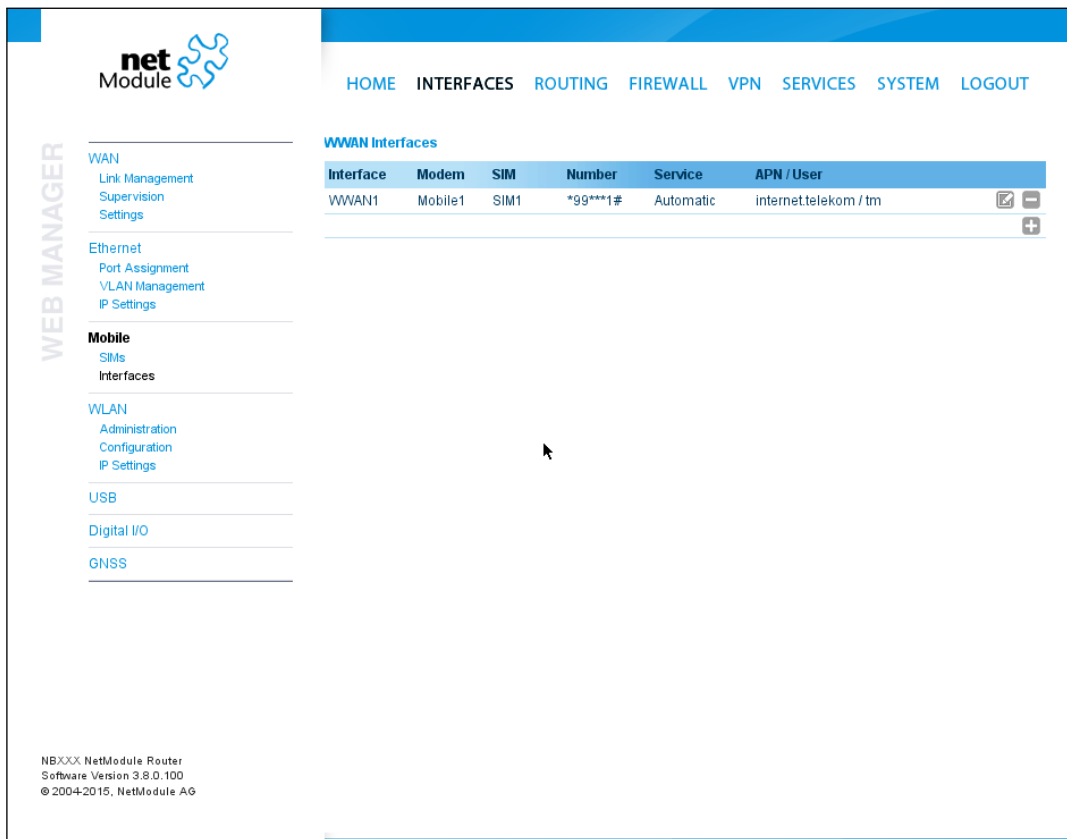 net
Module
HOME INTERFACES ROUTING FIREWALL VPN SERVICES SYSTEM LOGOUT
WEB MANAGER
WAN
Link Management
Supervision
Settings
Ethernet
Port Assignment
VLAN Management
IP Settings
Mobile
SIMs
Interfaces
WLAN
Administration
Configuration
IP Settings
USB
Digital I/O
GNSS
WWAN Interfaces
Interface Modem SIM Number Service APN / User
WWAN1 Mobile1 SIM1 *99***1# Automatic internet.telekom / tm
NBXXX NetModule Router
Software Version 3.8.0.100
© 2004-2015, NetModule AG